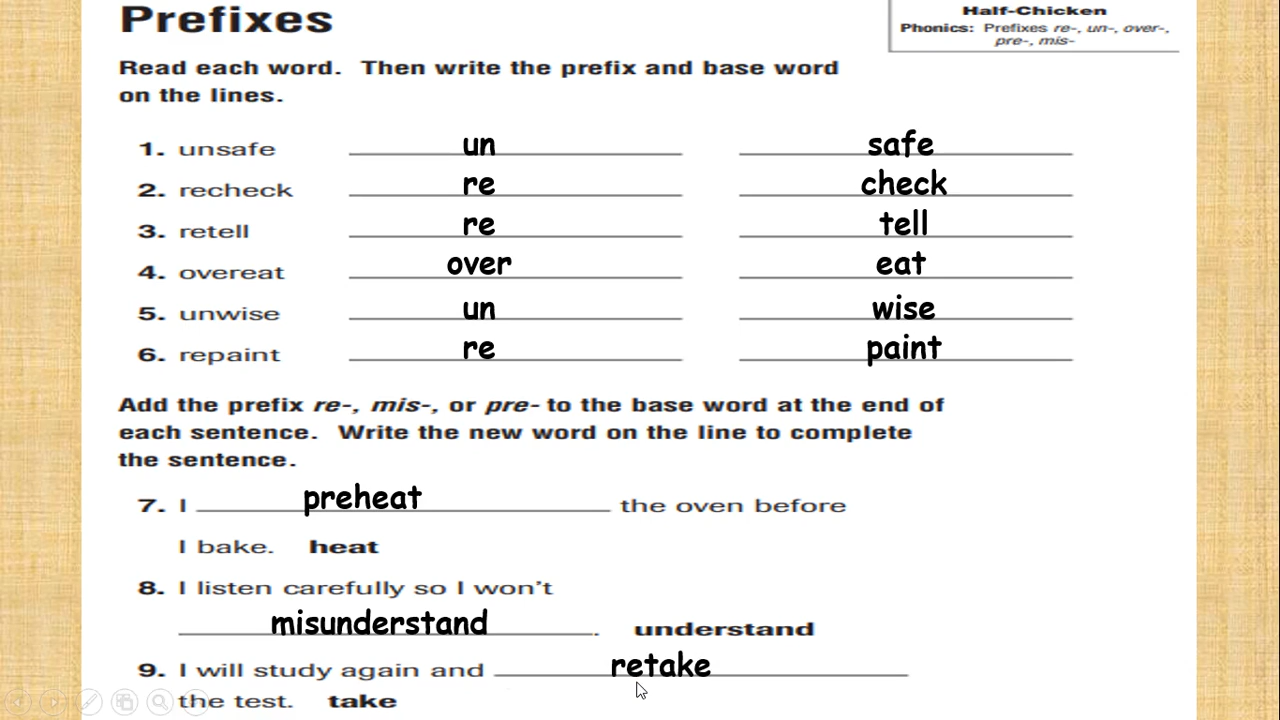 Prefixes
Half-Chicken
Phonics: Prefixes re-, un-, over-,
pre-, mis-
Read each word. Then write the prefix and base word
on the lines.
1. unsafe un safe
2. recheck re check
3. retell re tell
4. overeat over eat
5. unwise un wise
6. repaint re paint
Add the prefix re-, mis-, or pre- to the base word at the end of
each sentence. Write the new word on the line to complete
the sentence.
7. I preheat the oven before
I bake. heat
8. I listen carefully so I won't
misunderstand. understand
9. I will study again and retake
the test. take